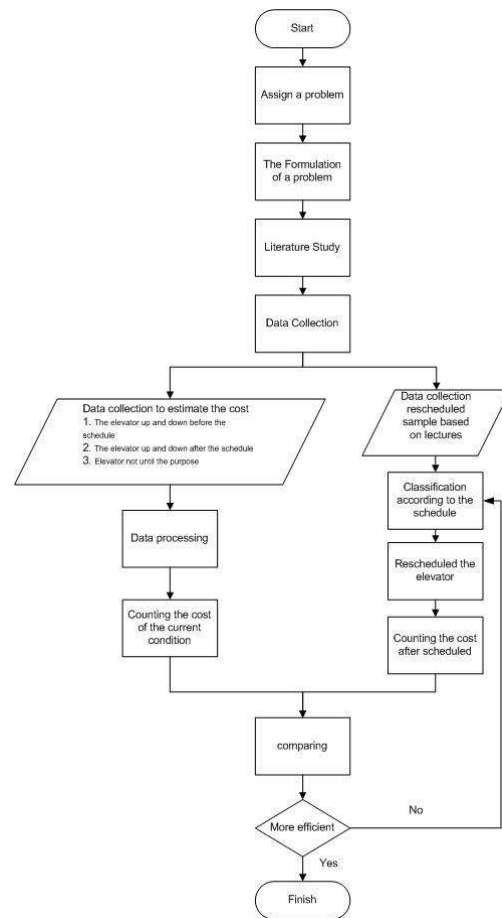 Start
Assign a problem
The Formulation
of a problem
Literature Study
Data Collection
Data collection to estimate the cost
1. The elevator up and down before the
schedule
2. The elevator up and down after the schedule
3. Elevator not until the purpose
Data processing
Counting the cost
of the current
condition
Data collection
rescheduled
sample based
on lectures
Classification
according to the
schedule
Rescheduled the
elevator
Counting the cost
after scheduled
comparing
More efficient
No
Yes
Finish